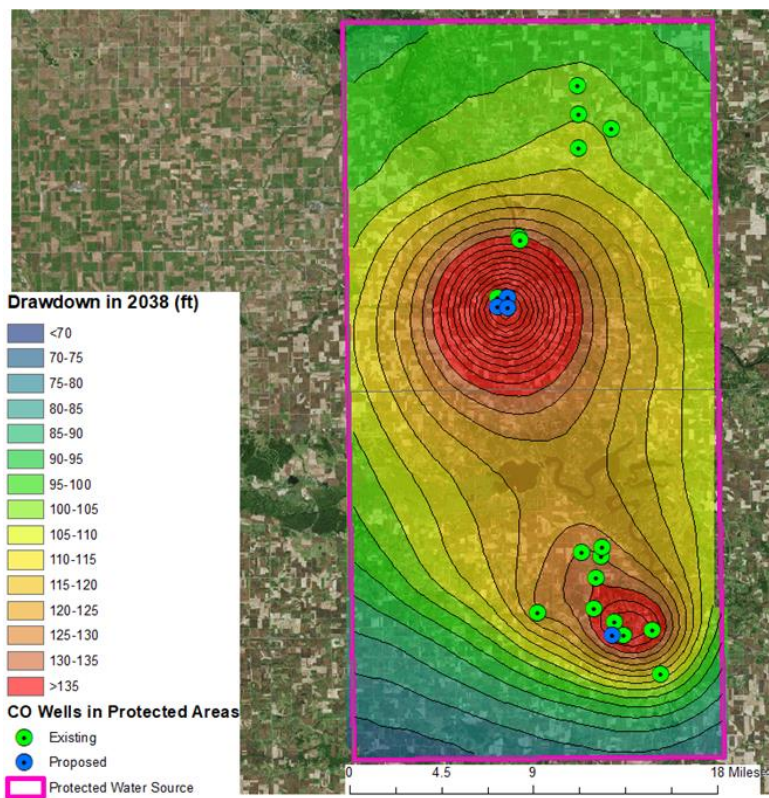 Drawdown in 2038 (ft)
<70
70-75
75-80
80-85
85-90
90-95
95-100
100-105
105-110
110-115
115-120
120-125
125-130
130-135
>135
CO Wells in Protected Areas
Existing
Proposed
Protected Water Source
0 4.5 9 18 Miles